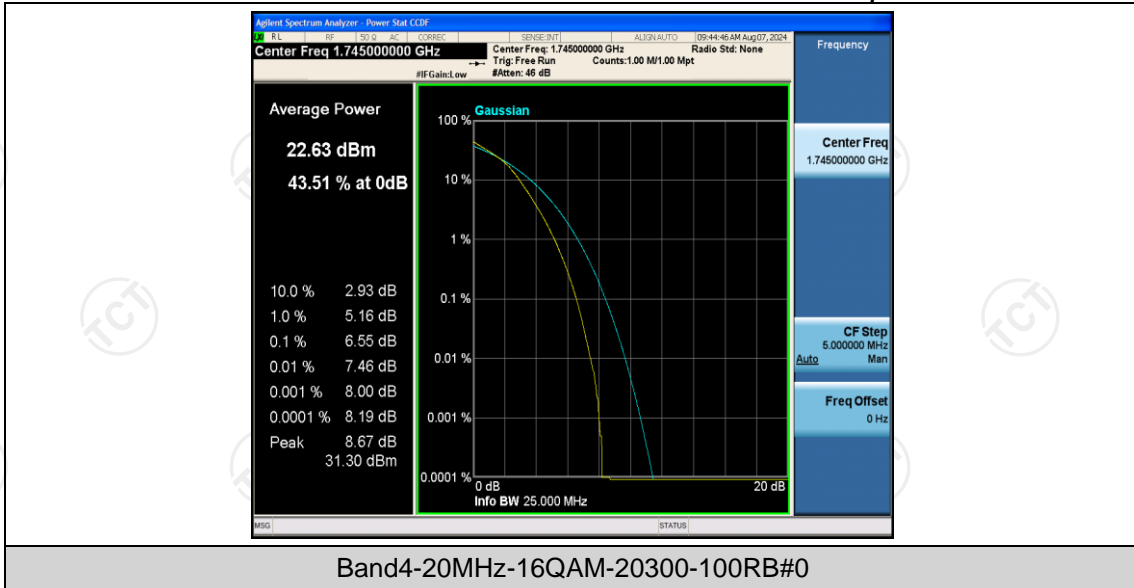 Agilent Spectrum Analyzer - Power Stat CCDF
LXI RL RF 50 Ω AC CORREC SENSE:INT ALIGN AUTO 09:44:46 AM Aug 07, 2024
Center Freq 1.745000000 GHz
Center Freq: 1.745000000 GHz Radio Std: None
Trig: Free Run Counts:1.00 M/1.00 Mpt
#IFGain:Low #Atten: 46 dB
Frequency
Average Power
22.63 dBm
43.51 % at 0dB
10.0 % 2.93 dB
1.0 % 5.16 dB
0.1 % 6.55 dB
0.01 % 7.46 dB
0.001 % 8.00 dB
0.0001 % 8.19 dB
Peak 8.67 dB
31.30 dBm
Gaussian
100 %
10 %
1 %
0.1 %
0.01 %
0.001 %
0.0001 %
0 dB 20 dB
Info BW 25.000 MHz
Center Freq
1.745000000 GHz
CF Step
5.000000 MHz
Auto Man
Freq Offset
0 Hz
MSG STATUS
TCT
TCT
Band4-20MHz-16QAM-20300-100RB#0